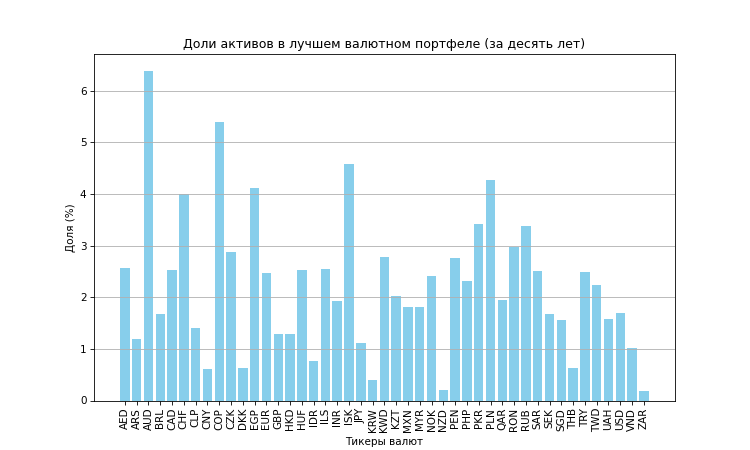 Доли активов в лучшем валютном портфеле (за десять лет)
6
5
4
3
2
1
0
Доля (%)
AED ARS AUD BRL CAD CHF CLP CNY COP CZK DKK EGP EUR GBP HKD HUF IDR ILS INR ISK JPY KRW KWD KZT MXN MYR NOK NZD PEN PHP PKR PLN QAR RON RUB SAR SEK SGD THB TRY TWD UAH USD VND ZAR
Тикеры валют